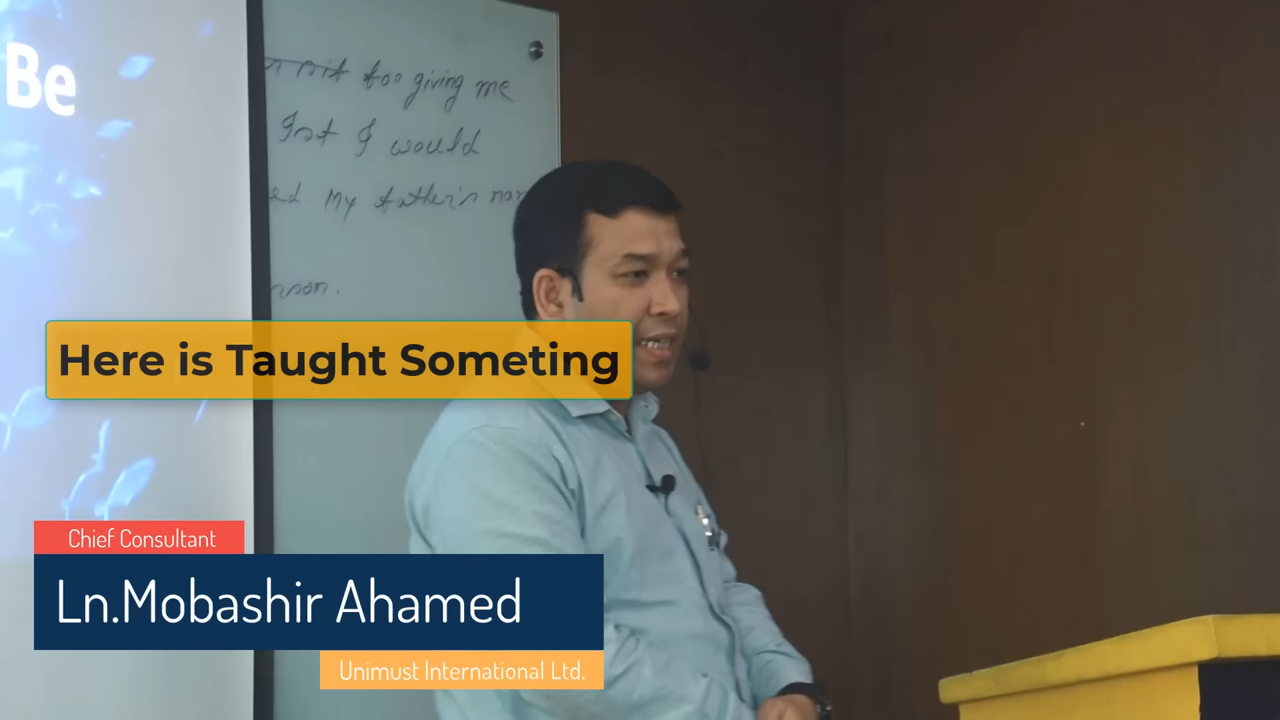 Be
for giving me
I would
ed My father's
Here is Taught Someting
Chief Consultant
Ln.Mobashir Ahamed
Unimust International Ltd.